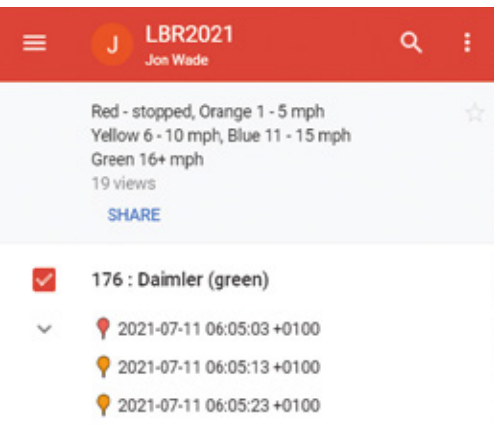 J
LBR2021
Jon Wade
Red - stopped, Orange 1 - 5 mph
Yellow 6 - 10 mph, Blue 11 - 15 mph
Green 16+ mph
19 views
SHARE
176 : Daimler (green)
2021-07-11 06:05:03 +0100
2021-07-11 06:05:13 +0100
2021-07-11 06:05:23 +0100